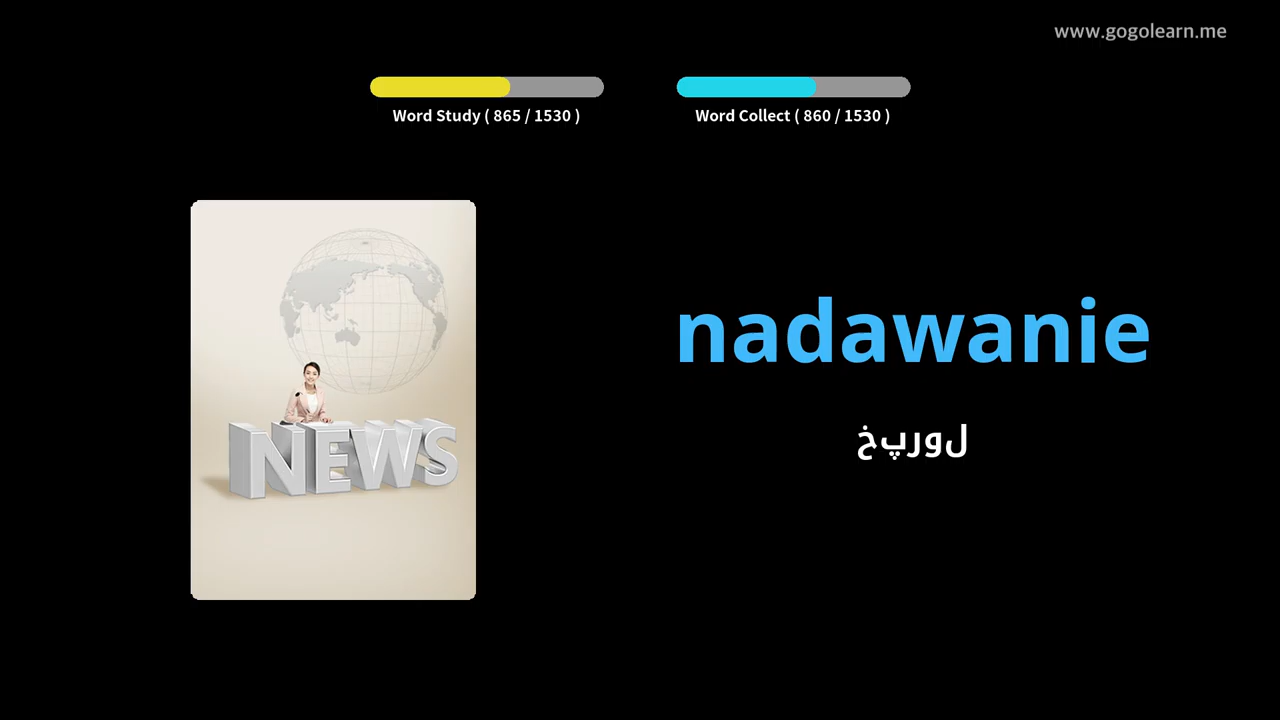 www.gogolearn.me
Word Study ( 865 / 1530 )
Word Collect ( 860 / 1530 )
NEWS
nadawanie
خپرول